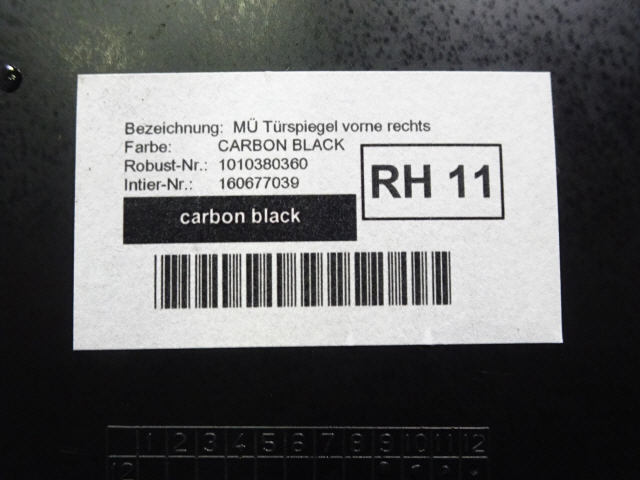 Bezeichnung: MÜ Türspiegel vorne rechts
Farbe: CARBON BLACK
Robust-Nr.: 1010380360
Intier-Nr.: 160677039
RH 11
carbon black
1 2 3 4 5 6 7 8 9 10 11 12
12